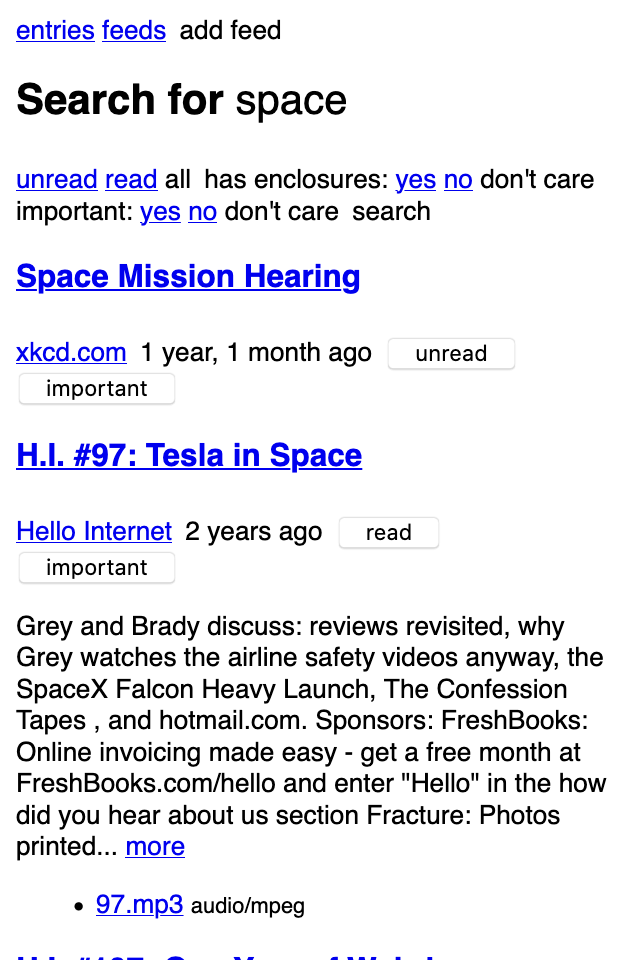 entries feeds add feed
Search for space
unread read all has enclosures: yes no don't care
important: yes no don't care search
Space Mission Hearing
xkcd.com 1 year, 1 month ago unread
important
H.I. #97: Tesla in Space
Hello Internet 2 years ago read
important
Grey and Brady discuss: reviews revisited, why
Grey watches the airline safety videos anyway, the
SpaceX Falcon Heavy Launch, The Confession
Tapes , and hotmail.com. Sponsors: FreshBooks:
Online invoicing made easy - get a free month at
FreshBooks.com/hello and enter "Hello" in the how
did you hear about us section Fracture: Photos
printed... more
• 97.mp3 audio/mpeg